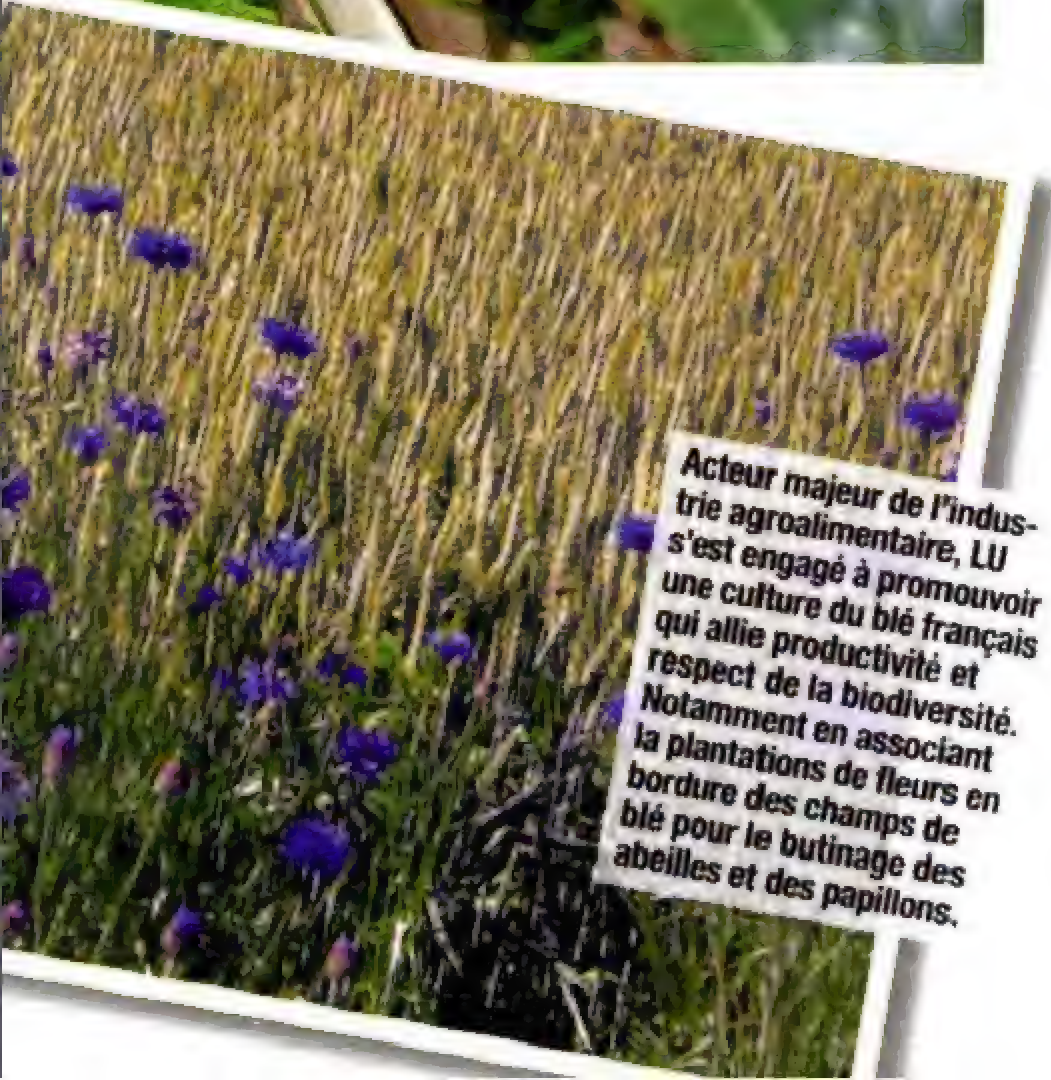 Acteur majeur de l'indus-
trie agroalimentaire, LU
s'est engagé à promouvoir
une culture du blé français
qui allie productivité et
respect de la biodiversité.
Notamment en associant
la plantations de fleurs en
bordure des champs de
blé pour le butinage des
abeilles et des papillons.